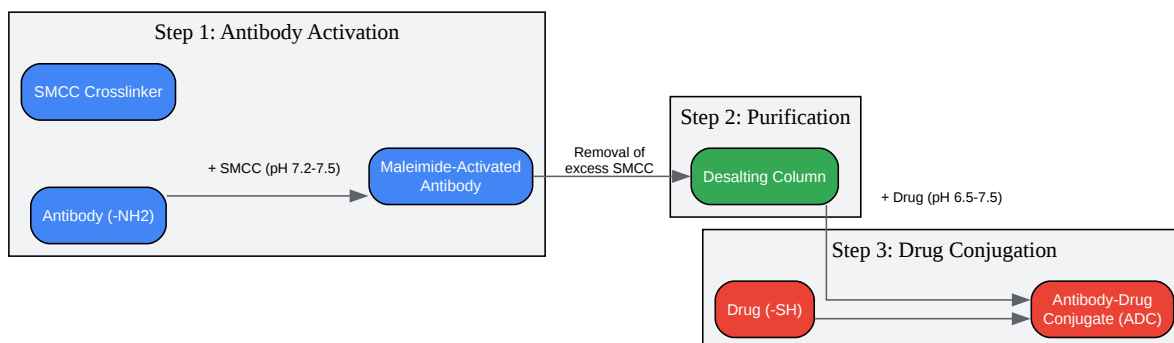 Step 1: Antibody Activation
SMCC Crosslinker
+ SMCC (pH 7.2-7.5)
Antibody (-NH2)
Maleimide-Activated
Antibody
Removal of
excess SMCC
Step 2: Purification
Desalting Column
+ Drug (pH 6.5-7.5)
Step 3: Drug Conjugation
Drug (-SH)
Antibody-Drug
Conjugate (ADC)